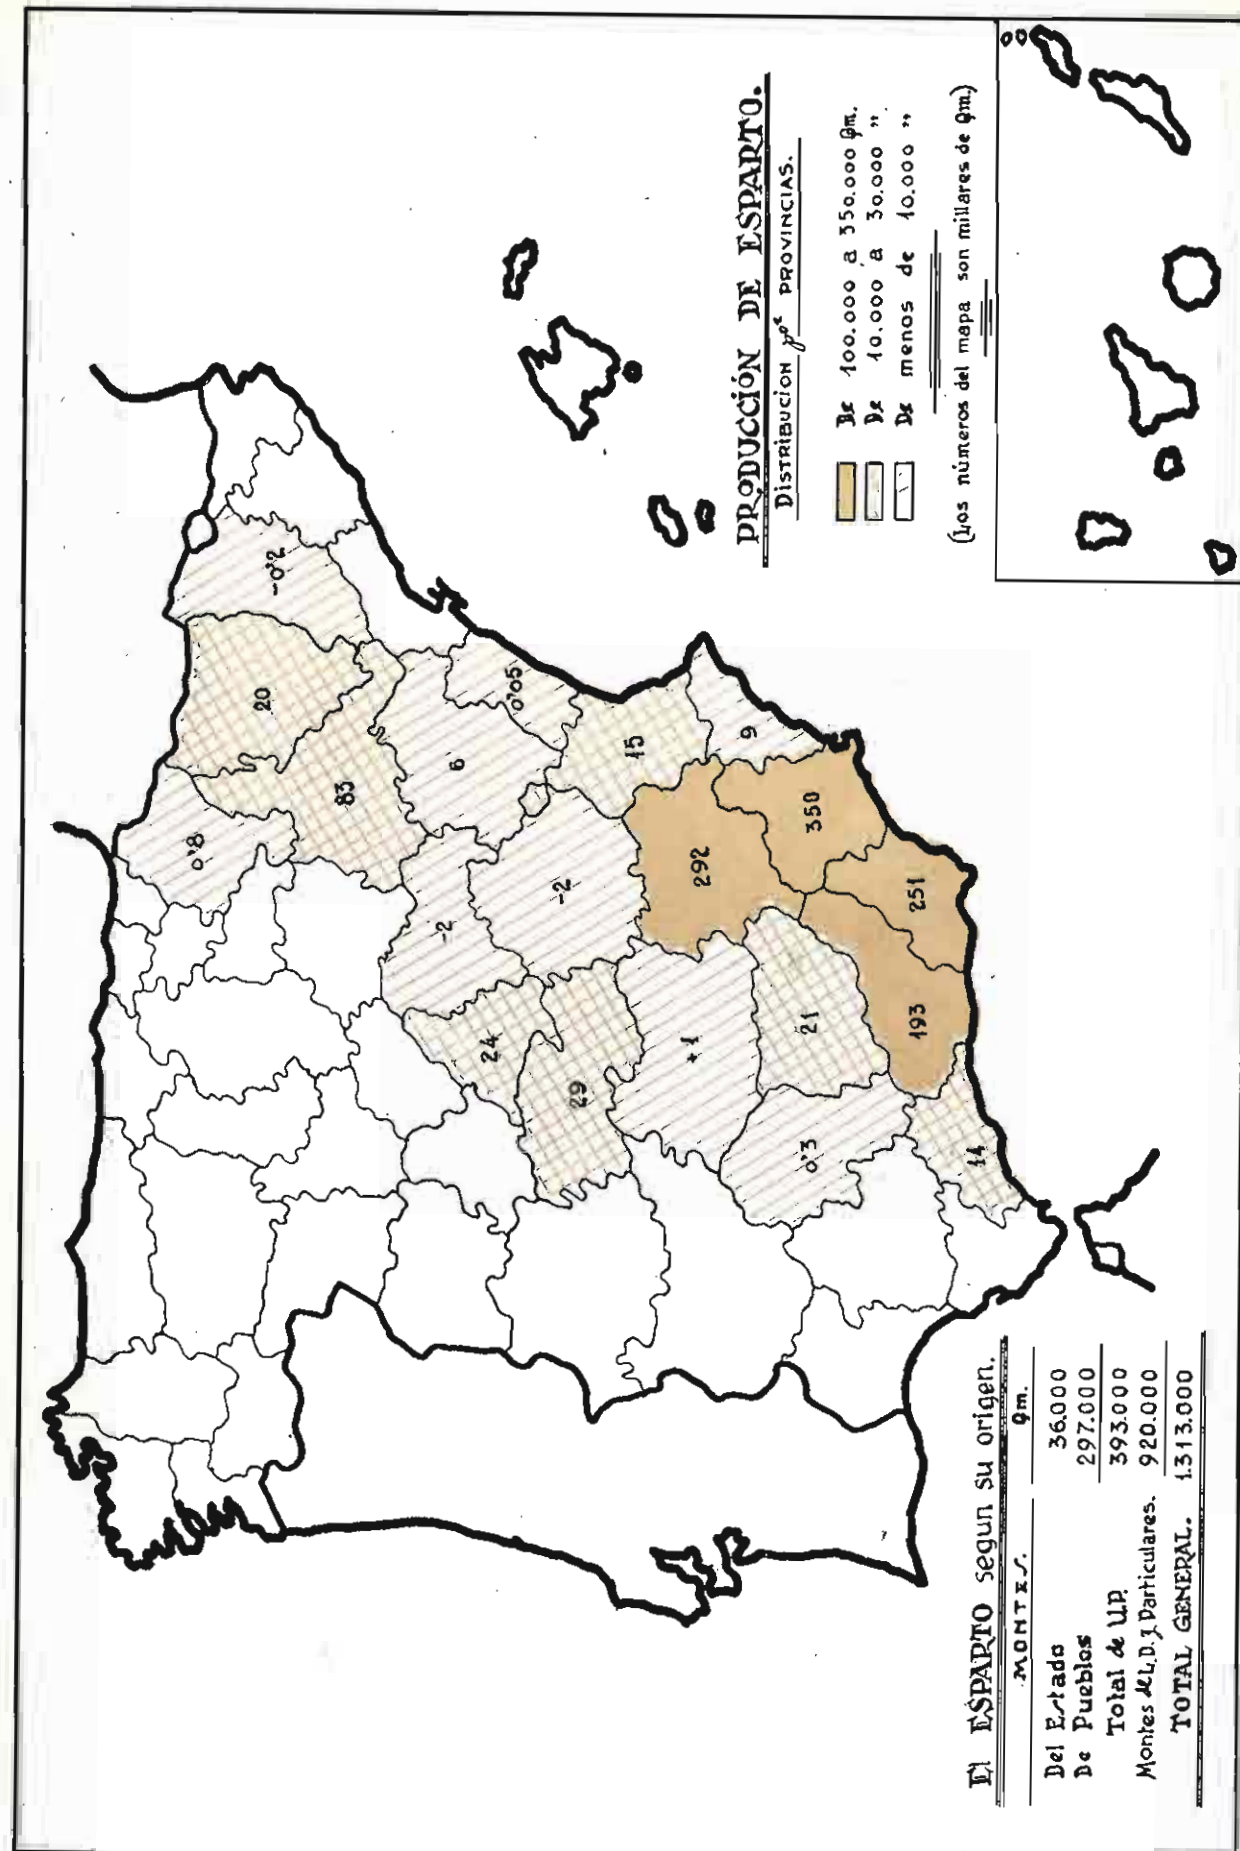 PRODUCCIÓN DE ESPARTO.
DISTRIBUCIÓN por PROVINCIAS.
De 100.000 a 350.000 Qm.
De 10.000 á 30.000 "
De menos de 10.000 "
(Los números del mapa son millares de Qm.)
-0'2
20
0'8
83
6
0'05
-2
-2
15
9
24
29
292
350
+1
21
251
193
0'3
14
El ESPARTO segun su origen.
MONTES. Qm.
Del Estado 36.000
De Pueblos 297.000
Total de U.P. 393.000
Montes de L.D. y Particulares. 920.000
TOTAL GENERAL. 1.313.000